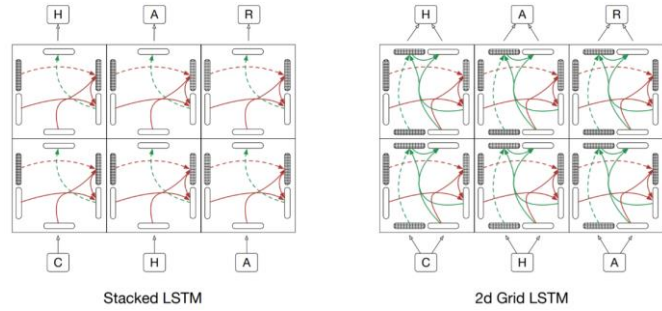 H A R H A R
C H A C H A
Stacked LSTM 2d Grid LSTM